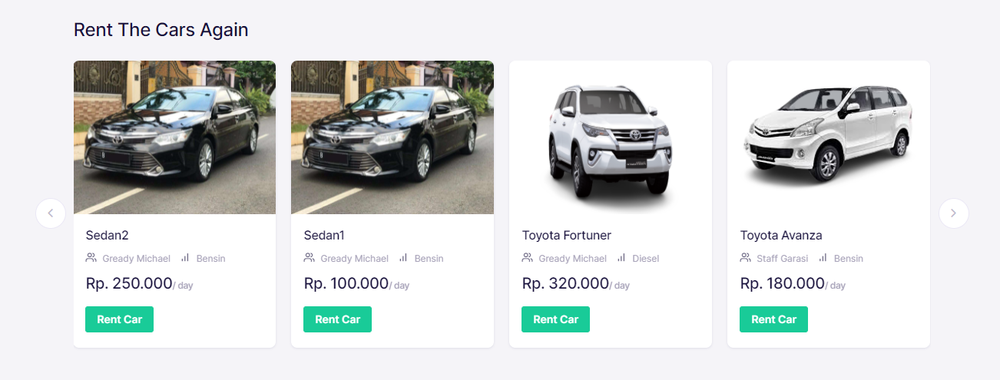 Rent The Cars Again
Sedan2
Gready Michael Bensin
Rp. 250.000/ day
Rent Car
Sedan1
Gready Michael Bensin
Rp. 100.000/ day
Rent Car
Toyota Fortuner
Gready Michael Diesel
Rp. 320.000/ day
Rent Car
Toyota Avanza
Staff Garasi Bensin
Rp. 180.000/ day
Rent Car